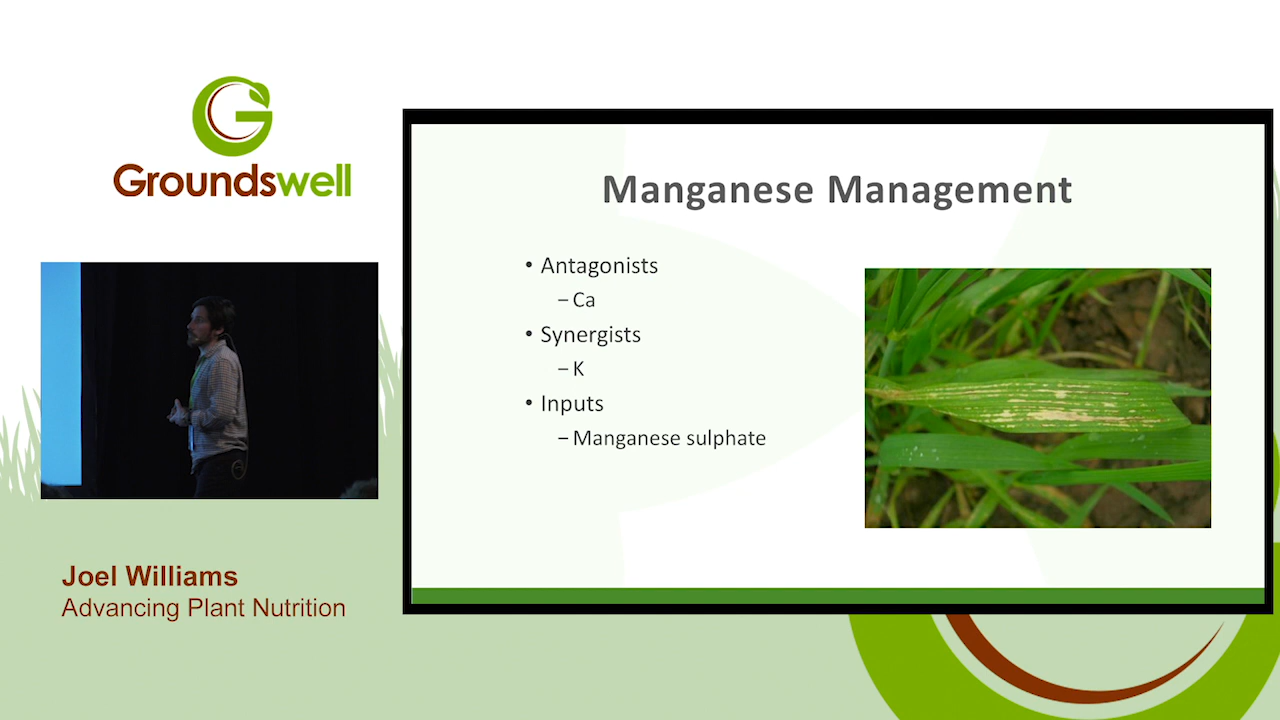 Groundswell
Manganese Management
• Antagonists
– Ca
• Synergists
– K
• Inputs
– Manganese sulphate
Joel Williams
Advancing Plant Nutrition